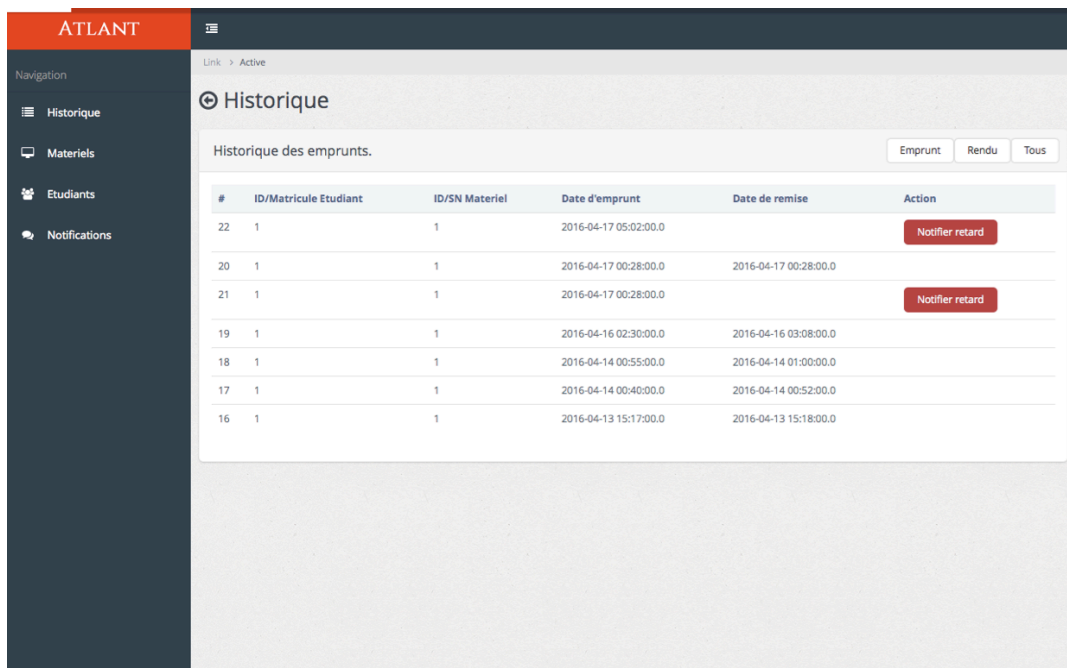 ATLANT
Link > Active
Navigation
Historique
Materiels
Etudiants
Notifications
Historique
Historique des emprunts.
Emprunt Rendu Tous
# ID/Matricule Etudiant ID/SN Materiel Date d'emprunt Date de remise Action
22 1 1 2016-04-17 05:02:00.0 Notifier retard
20 1 1 2016-04-17 00:28:00.0 2016-04-17 00:28:00.0
21 1 1 2016-04-17 00:28:00.0 Notifier retard
19 1 1 2016-04-16 02:30:00.0 2016-04-16 03:08:00.0
18 1 1 2016-04-14 00:55:00.0 2016-04-14 01:00:00.0
17 1 1 2016-04-14 00:40:00.0 2016-04-14 00:52:00.0
16 1 1 2016-04-13 15:17:00.0 2016-04-13 15:18:00.0